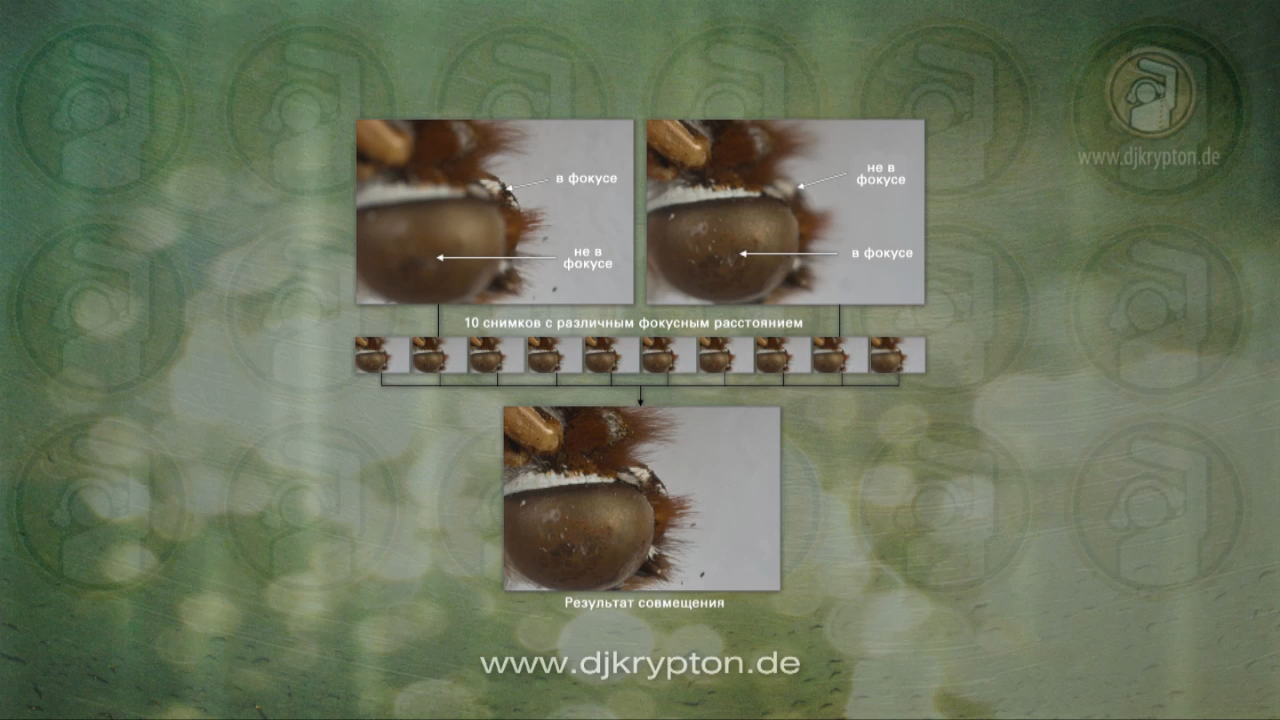 www.djkrypton.de
в фокусе
не в
фокусе
не в
фокусе
в фокусе
10 снимков с различным фокусным расстоянием
Результат совмещения
www.djkrypton.de